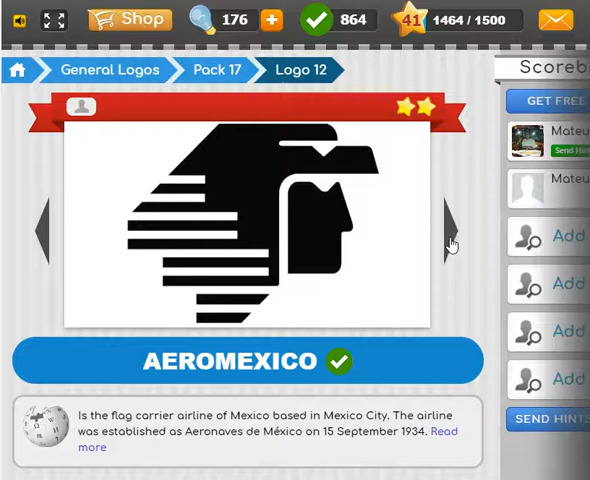 Shop
176
864
41
1464 / 1500
General Logos
Pack 17
Logo 12
Scoreb
GET FREE
Mateu
Send Hin
Mateu
AEROMEXICO
Add
Add
Add
Add
SEND HINTS
Is the flag carrier airline of Mexico based in Mexico City. The airline
was established as Aeronaves de México on 15 September 1934. Read
more